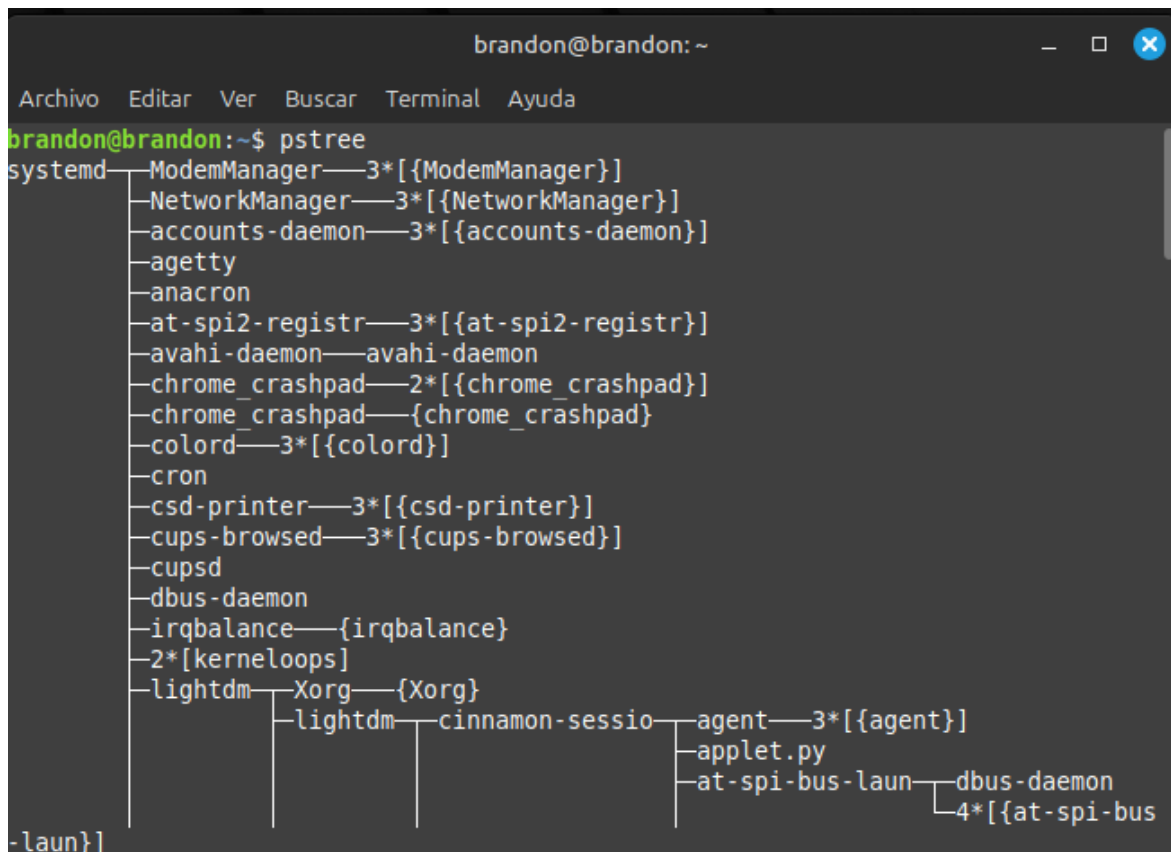 brandon@brandon: ~
Archivo Editar Ver Buscar Terminal Ayuda
brandon@brandon:~$ pstree
systemd─┬─ModemManager───3*[{ModemManager}]
        ├─NetworkManager───3*[{NetworkManager}]
        ├─accounts-daemon───3*[{accounts-daemon}]
        ├─agetty
        ├─anacron
        ├─at-spi2-registr───3*[{at-spi2-registr}]
        ├─avahi-daemon───avahi-daemon
        ├─chrome_crashpad───2*[{chrome_crashpad}]
        ├─chrome_crashpad───{chrome_crashpad}
        ├─colord───3*[{colord}]
        ├─cron
        ├─csd-printer───3*[{csd-printer}]
        ├─cups-browsed───3*[{cups-browsed}]
        ├─cupsd
        ├─dbus-daemon
        ├─irqbalance───{irqbalance}
        ├─2*[kerneloops]
        ├─lightdm─┬─Xorg───{Xorg}
        │         ├─lightdm─┬─cinnamon-sessio─┬─agent───3*[{agent}]
        │         │         │                 ├─applet.py
        │         │         │                 ├─at-spi-bus-laun─┬─dbus-daemon
        │         │         │                 │                 └─4*[{at-spi-bus
-laun}]